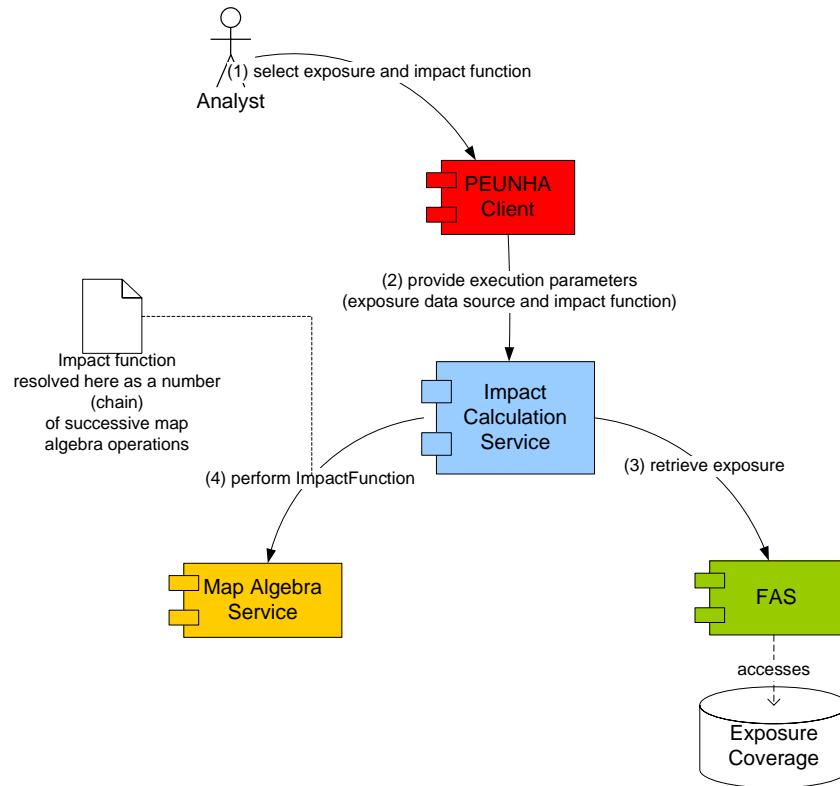 (1) select exposure and impact function
Analyst
PEUNHA
Client
(2) provide execution parameters
(exposure data source and impact function)
Impact function
resolved here as a number
(chain)
of successive map
algebra operations
Impact
Calculation
Service
(3) retrieve exposure
(4) perform ImpactFunction
Map Algebra
Service
FAS
accesses
Exposure
Coverage